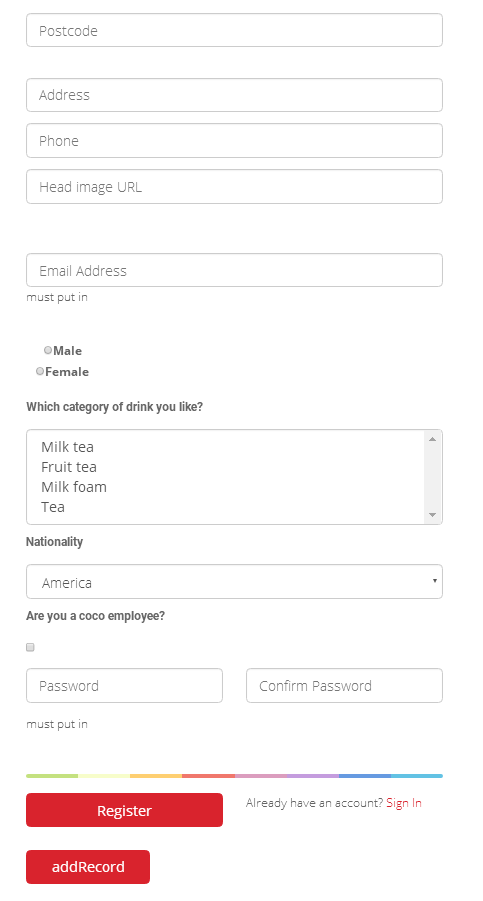 Postcode
Address
Phone
Head image URL
Email Address
must put in
Male
Female
Which category of drink you like?
Milk tea
Fruit tea
Milk foam
Tea
Nationality
America
Are you a coco employee?
Password Confirm Password
must put in
Register Already have an account? Sign In
addRecord